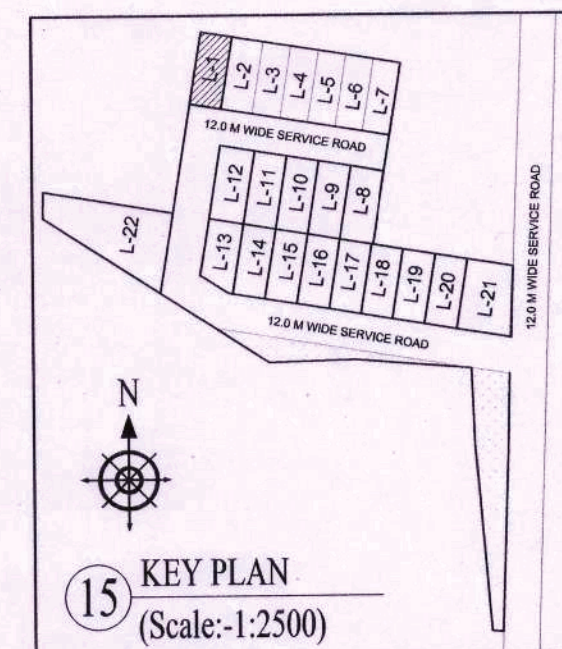 L-1
L-2
L-3
L-4
L-5
L-6
L-7
12.0 M WIDE SERVICE ROAD
L-12
L-11
L-10
L-9
L-8
L-22
L-13
L-14
L-15
L-16
L-17
L-18
L-19
L-20
L-21
12.0 M WIDE SERVICE ROAD
12.0 M WIDE SERVICE ROAD
N
15
KEY PLAN
(Scale:-1:2500)